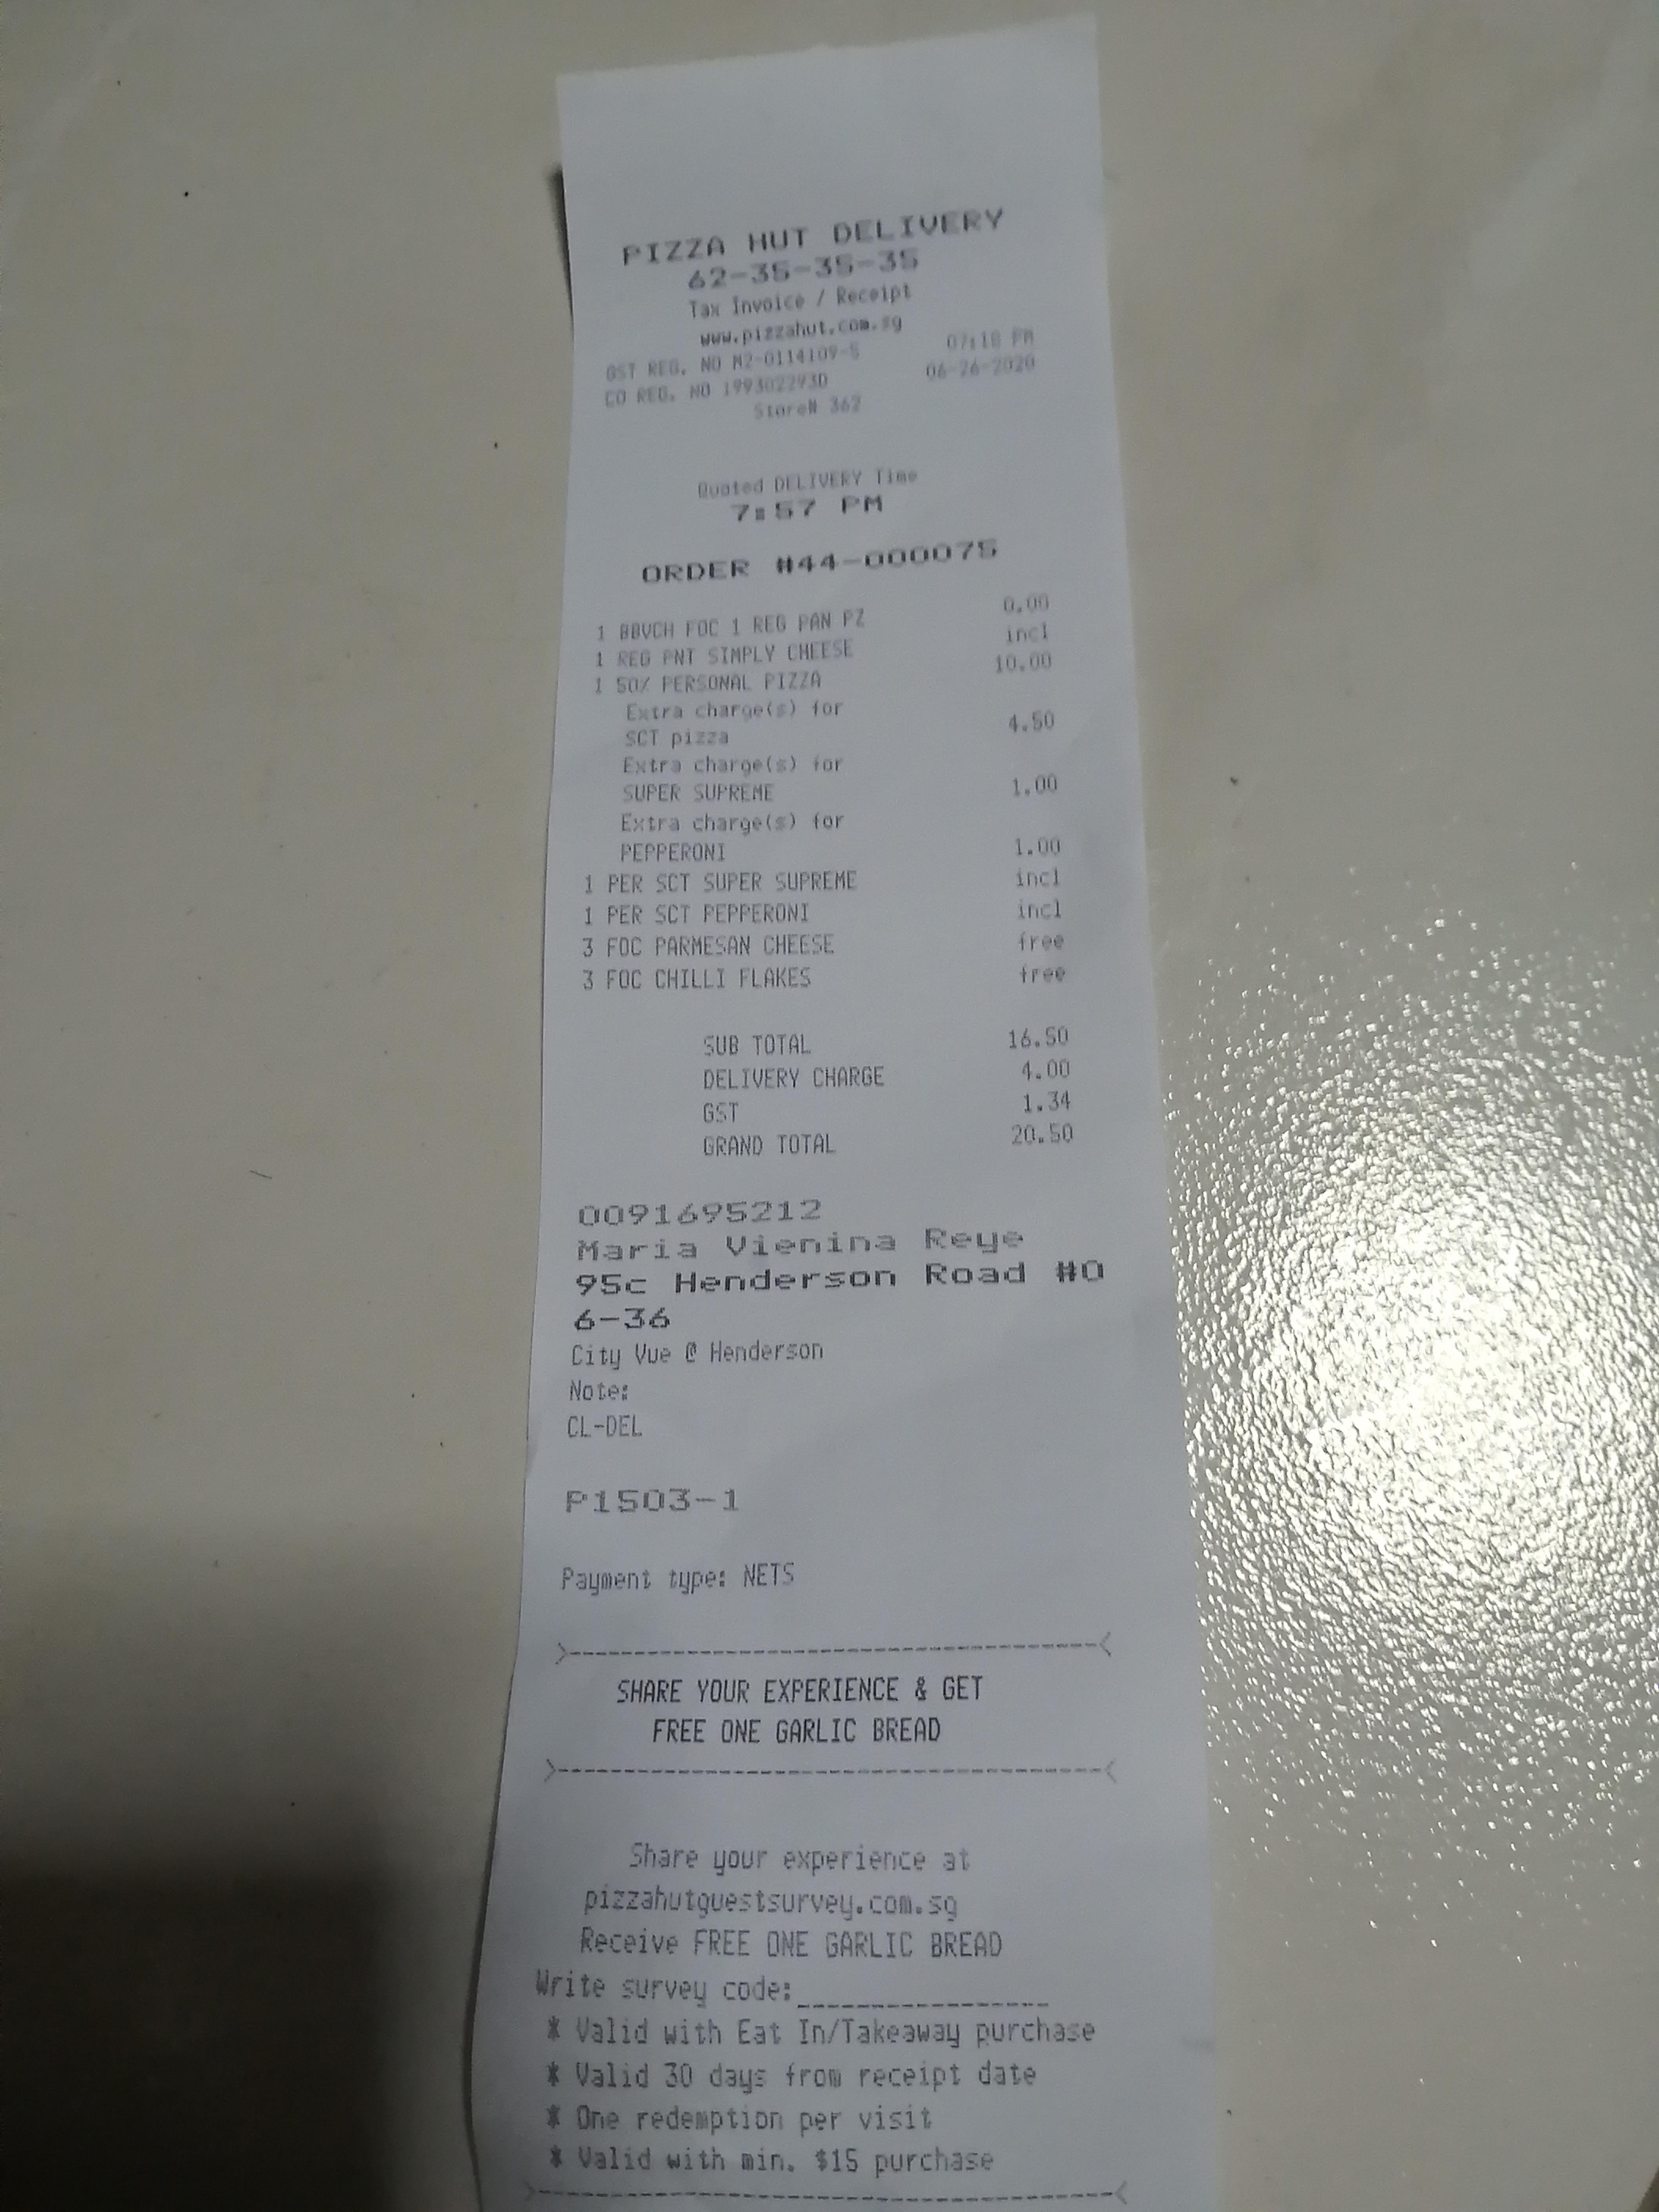 PIZZA HUT DELIVERY
62-35-35-35
Tax Invoice / Receipt
www.pizzahut.com.sg
GST REG. NO M2-0114109-5 07:18 PM
CO REG. NO 199302293D 06-26-2020
Store# 362
Quoted DELIVERY Time
7:57 PM
ORDER #44-000075
1 BBVCH FOC 1 REG PAN PZ 0.00
1 REG PNT SIMPLY CHEESE incl
1 50% PERSONAL PIZZA 10.00
Extra charge(s) for
SCT pizza 4.50
Extra charge(s) for
SUPER SUPREME 1.00
Extra charge(s) for
PEPPERONI 1.00
1 PER SCT SUPER SUPREME incl
1 PER SCT PEPPERONI incl
3 FOC PARMESAN CHEESE free
3 FOC CHILLI FLAKES free
SUB TOTAL 16.50
DELIVERY CHARGE 4.00
GST 1.34
GRAND TOTAL 20.50
0091695212
Maria Vienina Reye
95c Henderson Road #0
6-36
City Vue @ Henderson
Note:
CL-DEL
P1503-1
Payment type: NETS
>--------------------------------------<
SHARE YOUR EXPERIENCE & GET
FREE ONE GARLIC BREAD
>--------------------------------------<
Share your experience at
pizzahutguestsurvey.com.sg
Receive FREE ONE GARLIC BREAD
Write survey code:_________________
* Valid with Eat In/Takeaway purchase
* Valid 30 days from receipt date
* One redemption per visit
* Valid with min. $15 purchase
>--------------------------------------<